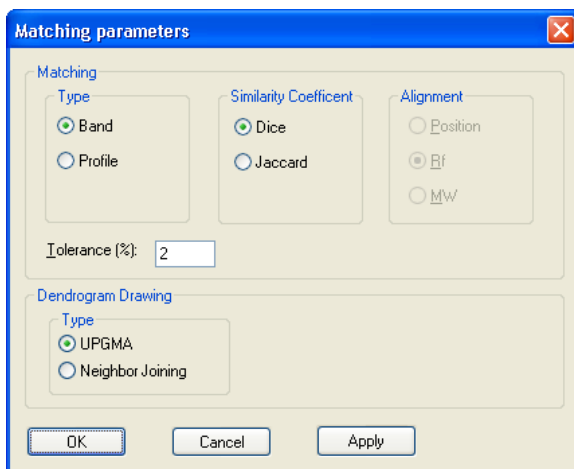 Matching parameters
Matching
Type
Band
Profile
Similarity Coefficent
Dice
Jaccard
Alignment
Position
Rf
MW
Tolerance (%): 2
Dendrogram Drawing
Type
UPGMA
Neighbor Joining
OK Cancel Apply